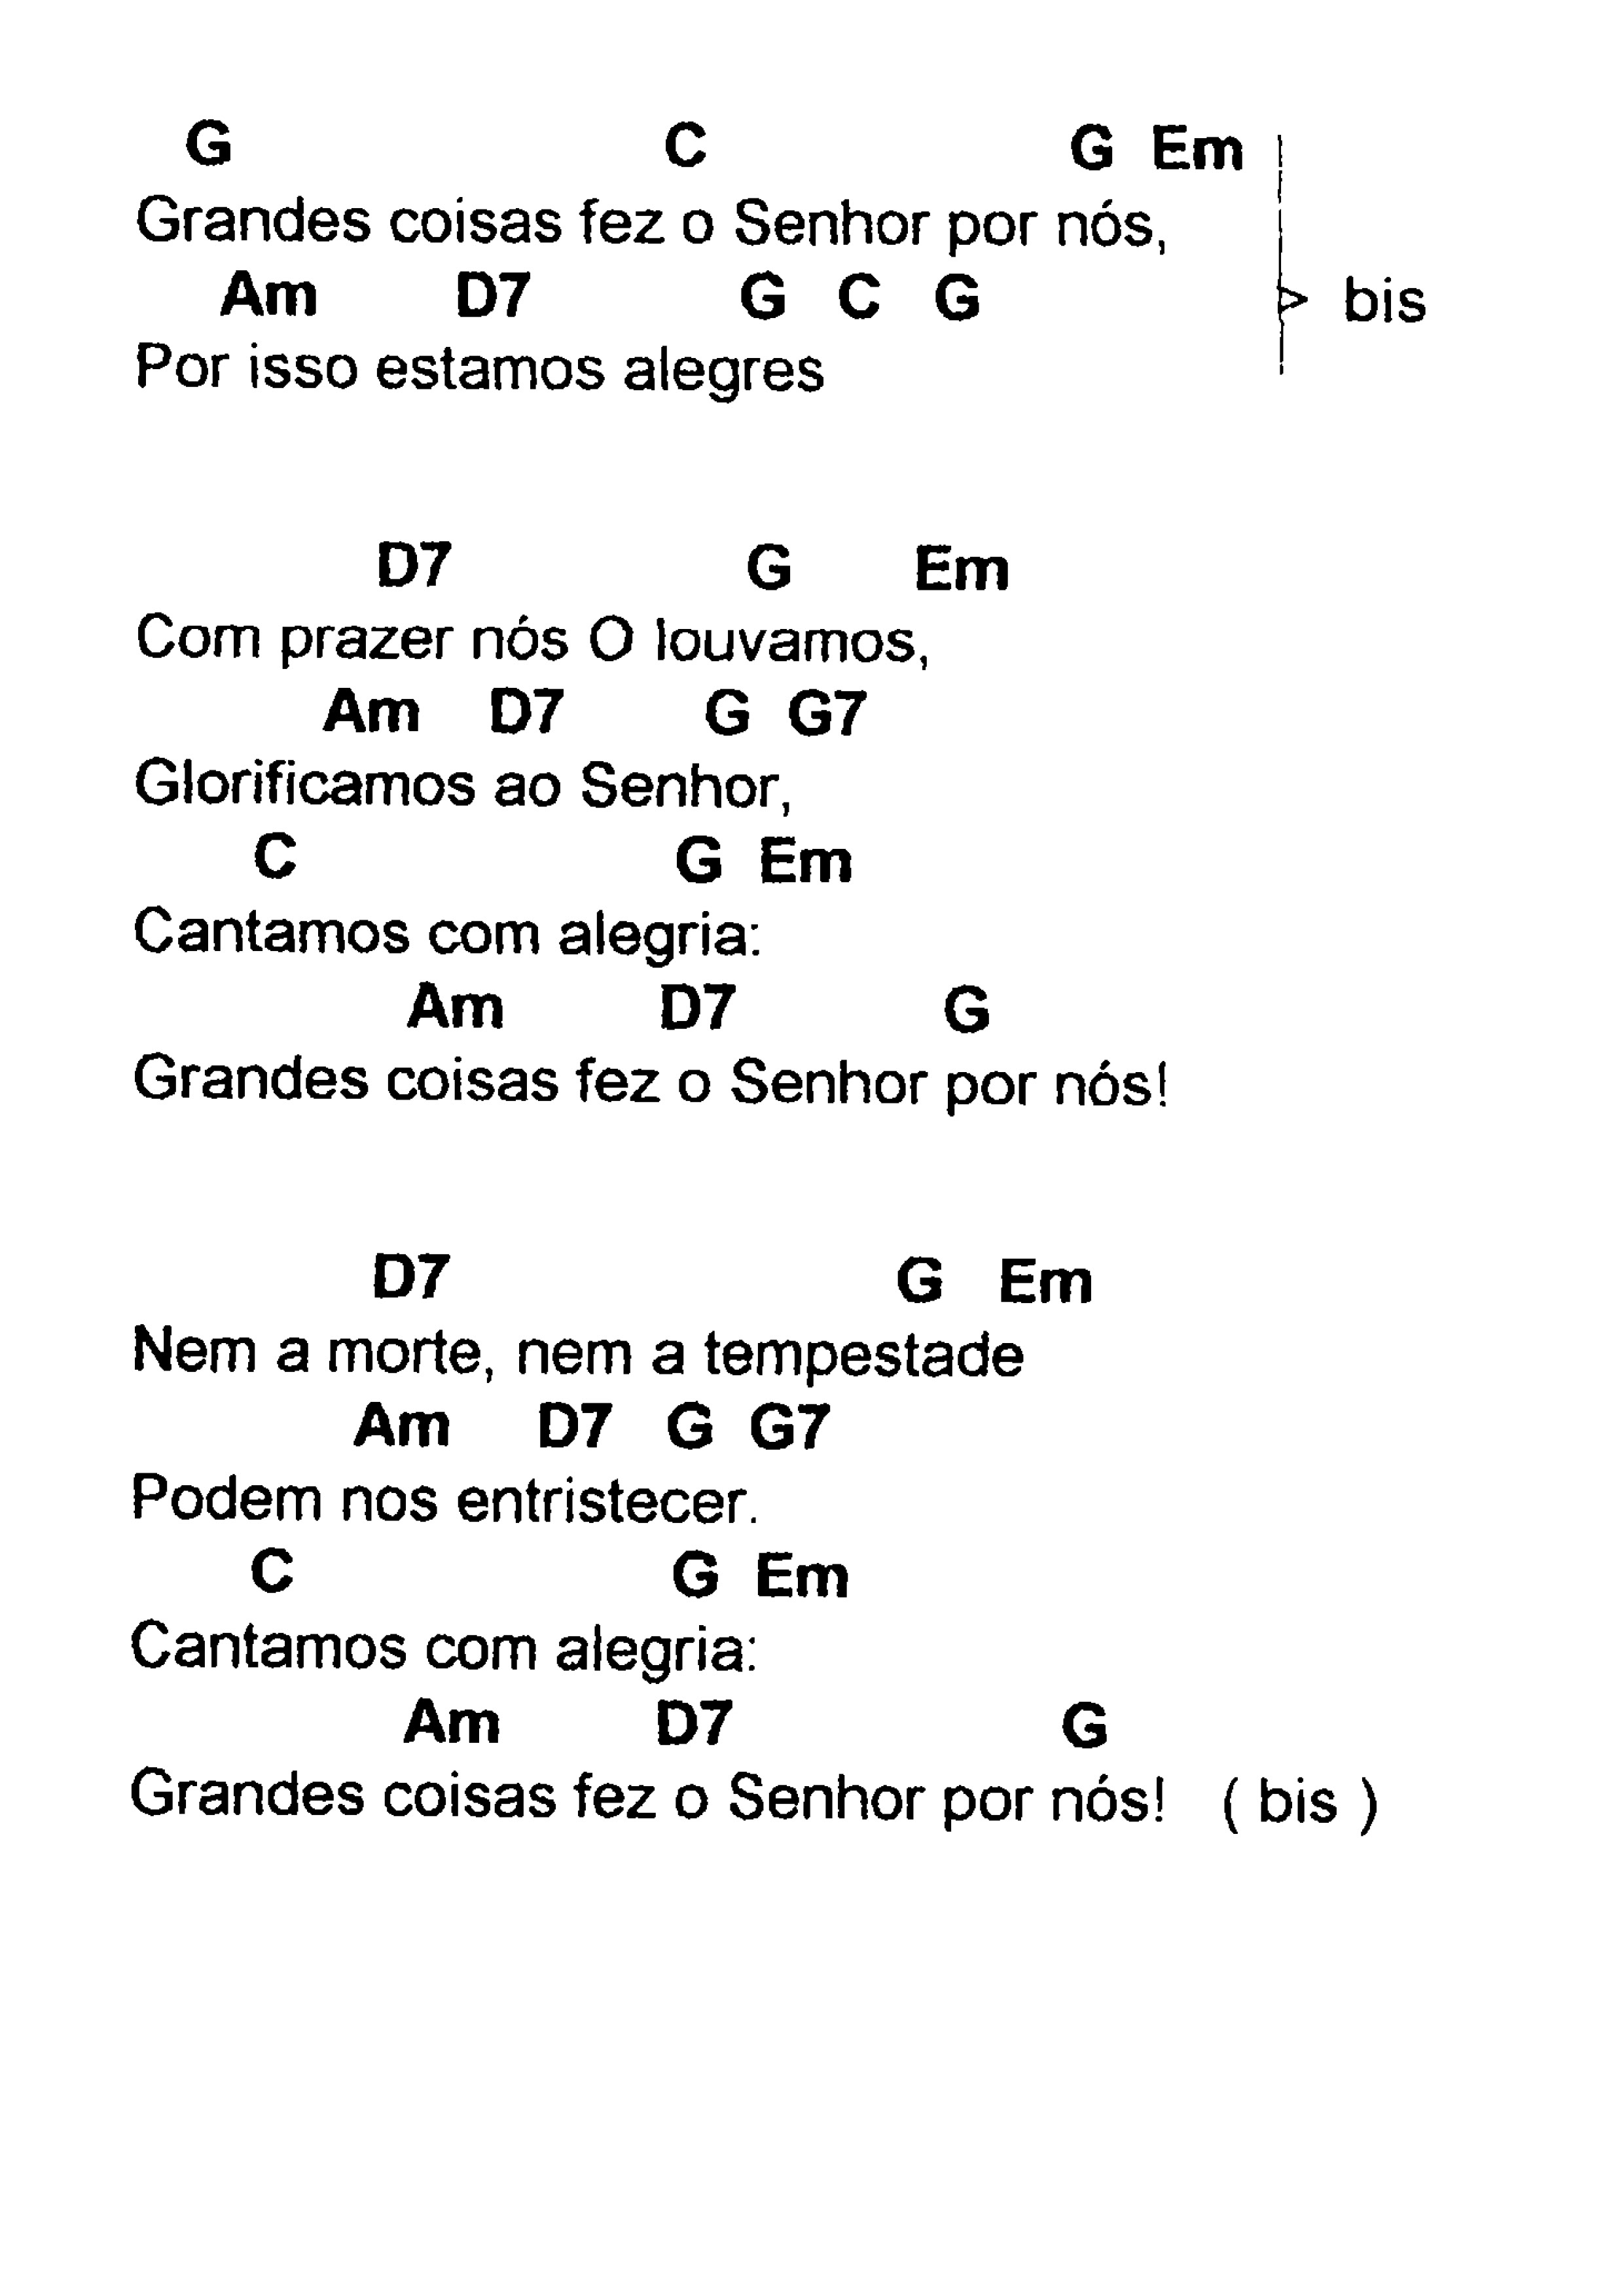 G C G Em
Grandes coisas fez o Senhor por nós,
Am D7 G C G
bis
Por isso estamos alegres
D7 G Em
Com prazer nós O louvamos,
Am D7 G G7
Glorificamos ao Senhor,
C G Em
Cantamos com alegria:
Am D7 G
Grandes coisas fez o Senhor por nós!
D7 G Em
Nem a morte, nem a tempestade
Am D7 G G7
Podem nos entristecer.
C G Em
Cantamos com alegria:
Am D7 G
Grandes coisas fez o Senhor por nós! ( bis )